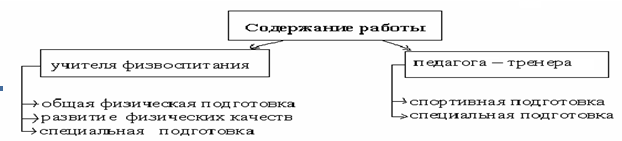 Содержание работы
учителя физвоспитания
педагога – тренера
общая физическая подготовка
развитие физических качеств
специальная подготовка
спортивная подготовка
специальная подготовка